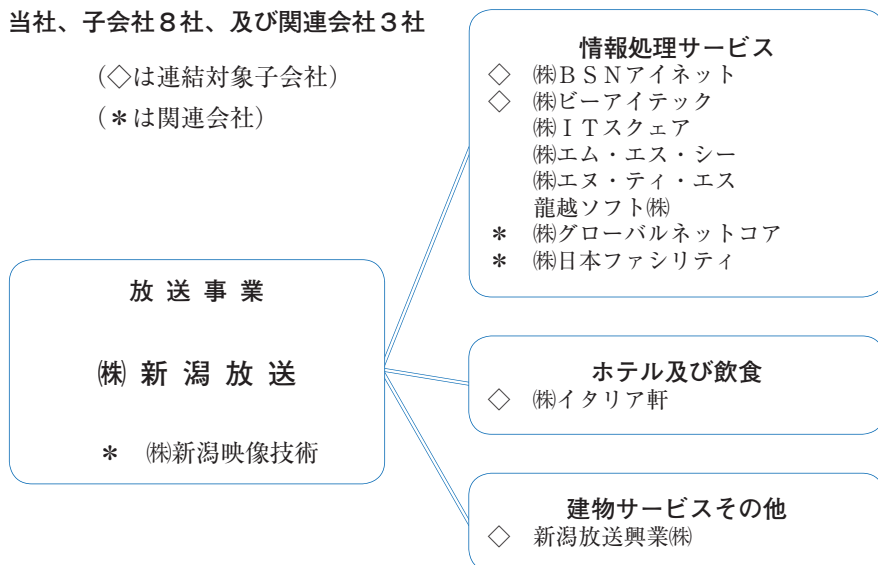 当社、子会社８社、及び関連会社３社
（◇は連結対象子会社）
（＊は関連会社）
放 送 事 業
㈱ 新 潟 放 送
＊　㈱新潟映像技術
情報処理サービス
◇　㈱ＢＳＮアイネット
◇　㈱ビーアイテック
㈱ＩＴスクェア
㈱エム・エス・シー
㈱エヌ・ティ・エス
龍越ソフト㈱
＊　㈱グローバルネットコア
＊　㈱日本ファシリティ
ホテル及び飲食
◇　㈱イタリア軒
建物サービスその他
◇　新潟放送興業㈱